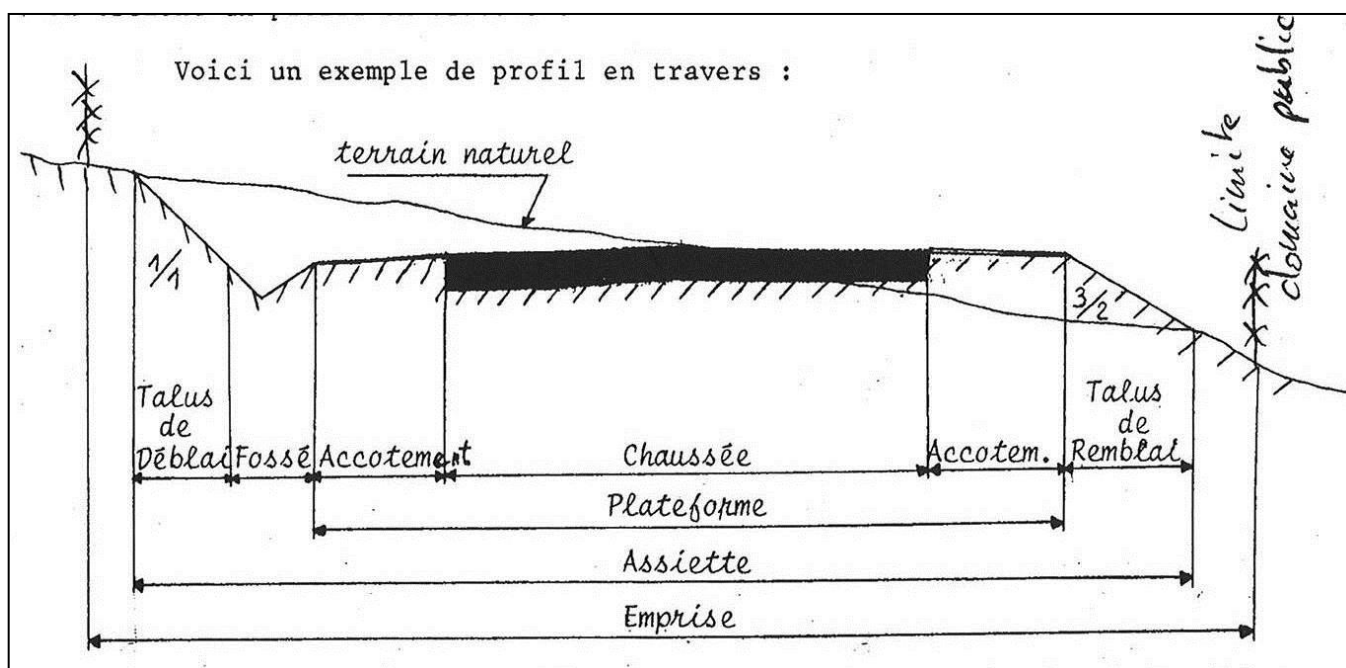 Voici un exemple de profil en travers :
limite
domaine public
terrain naturel
1/1
3/2
Talus
de
Déblai
Fossé
Accotement
Chaussée
Accotem.
Talus
de
Remblai
Plateforme
Assiette
Emprise